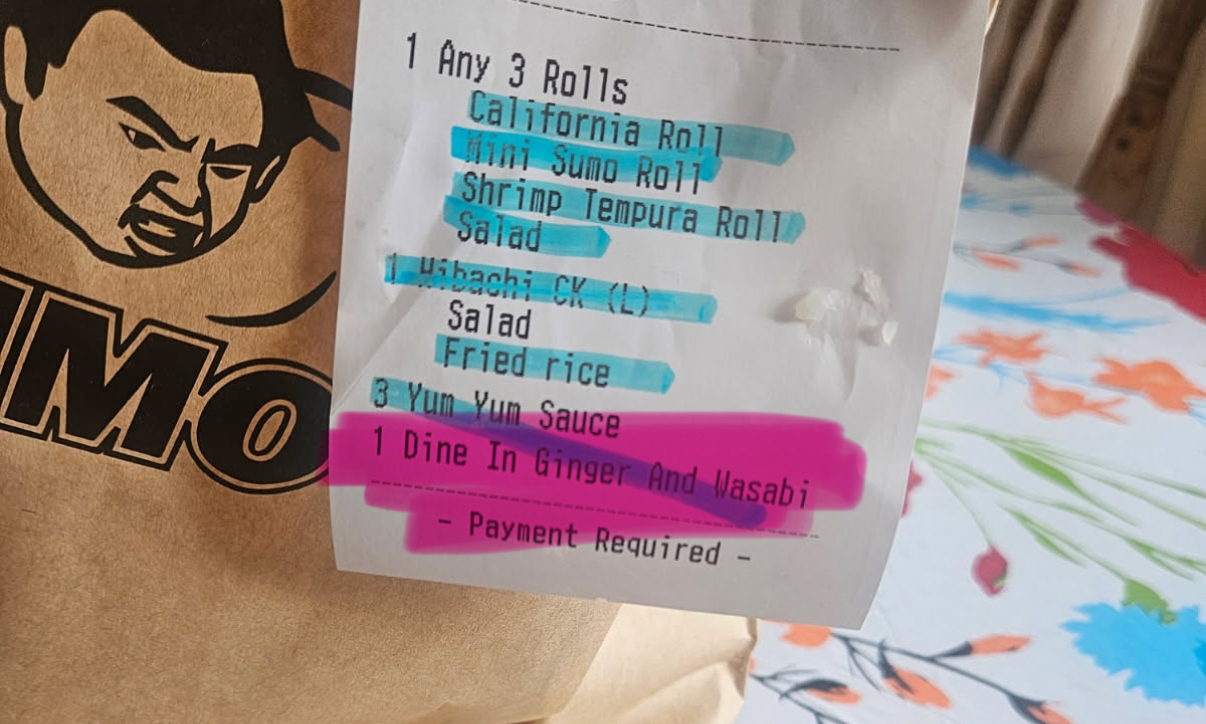 1 Any 3 Rolls
California Roll
Mini Sumo Roll
Shrimp Tempura Roll
Salad
1 Hibachi CK (L)
Salad
Fried rice
3 Yum Yum Sauce
1 Dine In Ginger And Wasabi
- Payment Required -
MO